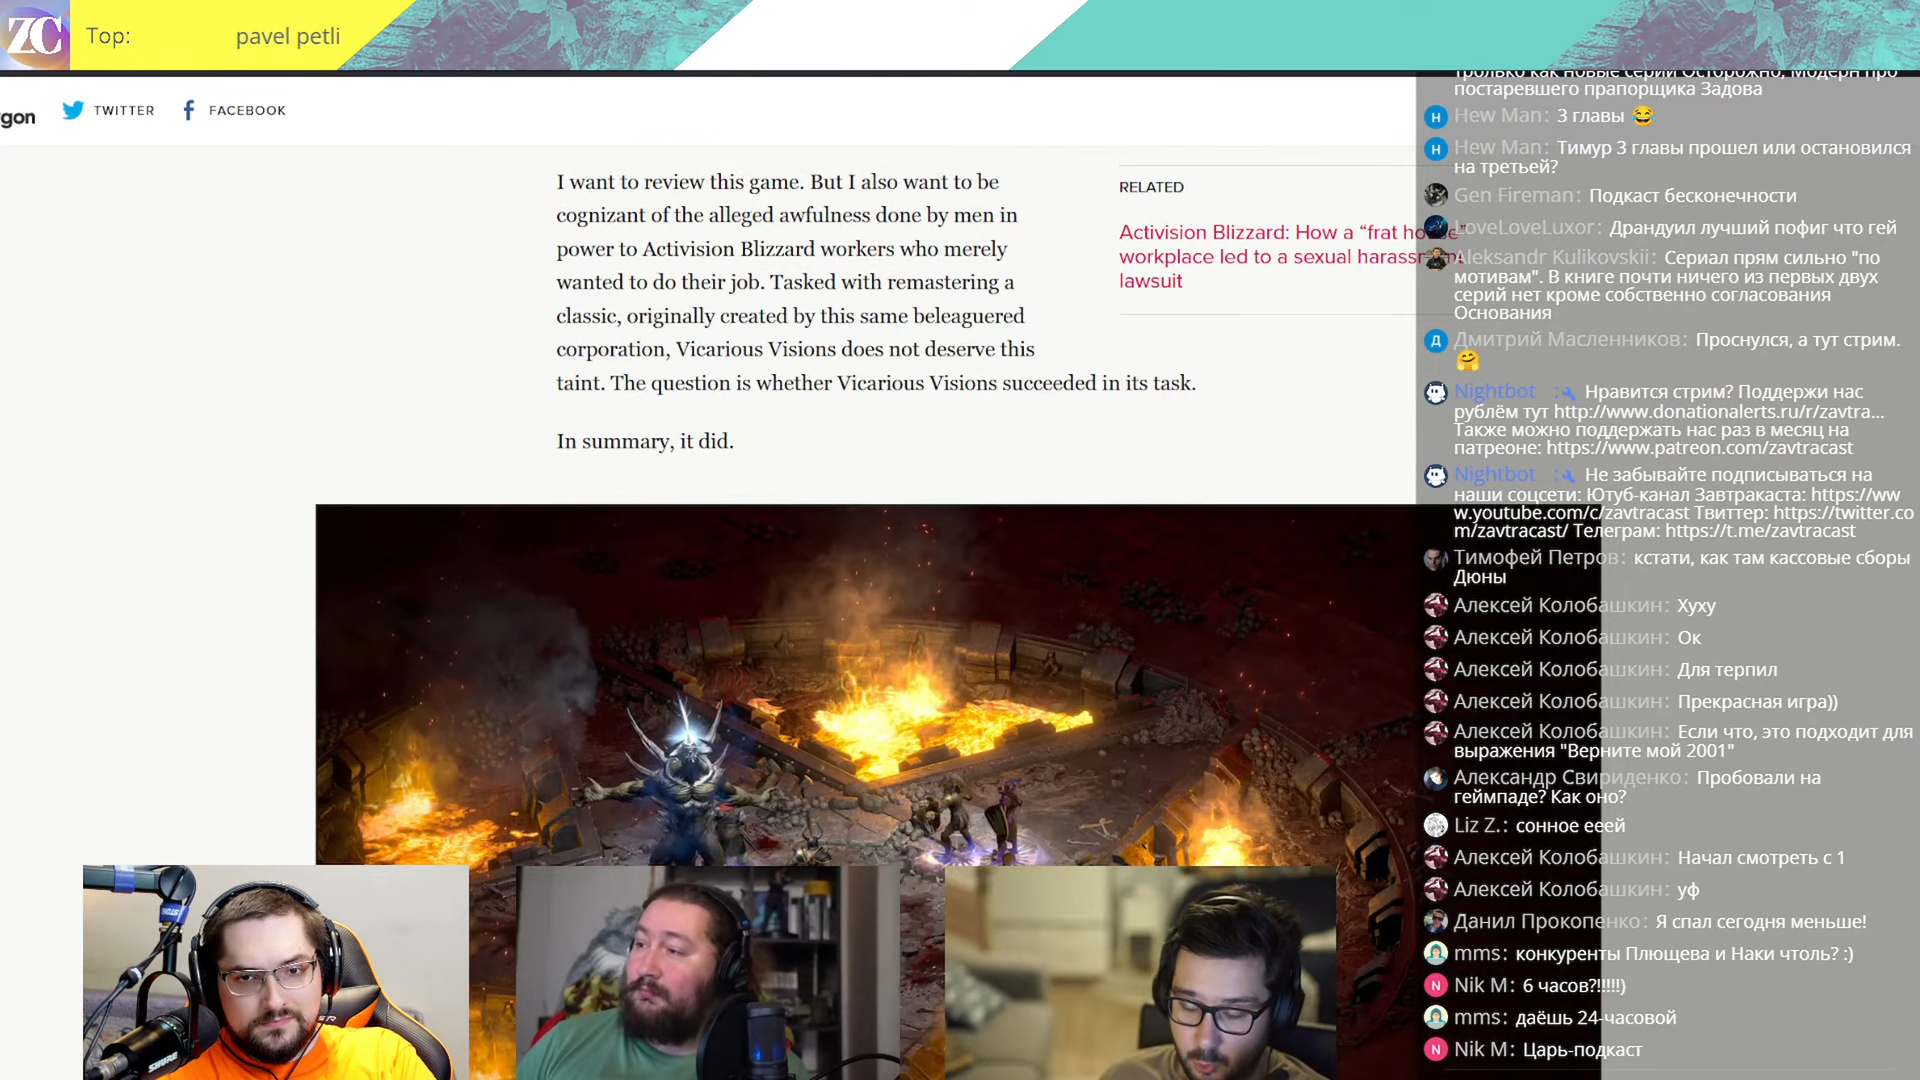 ZC
Top: pavel petli
gon TWITTER FACEBOOK
I want to review this game. But I also want to be
cognizant of the alleged awfulness done by men in
power to Activision Blizzard workers who merely
wanted to do their job. Tasked with remastering a
classic, originally created by this same beleaguered
corporation, Vicarious Visions does not deserve this
taint. The question is whether Vicarious Visions succeeded in its task.
In summary, it did.
RELATED
Activision Blizzard: How a “frat house”
workplace led to a sexual harassment
lawsuit
только как новые серии Осторожно, Модерн про
постаревшего прапорщика Задова
Hew Man: 3 главы 😂
Hew Man: Тимур 3 главы прошел или остановился
на третьей?
Gen Fireman: Подкаст бесконечности
LoveLoveLuxor: Драндуил лучший пофиг что гей
Aleksandr Kulikovskii: Сериал прям сильно "по
мотивам". В книге почти ничего из первых двух
серий нет кроме собственно согласования
Основания
Дмитрий Масленников: Проснулся, а тут стрим.
🤗
Nightbot : Нравится стрим? Поддержи нас
рублём тут http://www.donationalerts.ru/r/zavtra...
Также можно поддержать нас раз в месяц на
патреоне: https://www.patreon.com/zavtracast
Nightbot : Не забывайте подписываться на
наши соцсети: Ютуб-канал Завтракаста: https://ww
w.youtube.com/c/zavtracast Твиттер: https://twitter.co
m/zavtracast/ Телеграм: https://t.me/zavtracast
Тимофей Петров: кстати, как там кассовые сборы
Дюны
Алексей Колобашкин: Хуху
Алексей Колобашкин: Ок
Алексей Колобашкин: Для терпил
Алексей Колобашкин: Прекрасная игра))
Алексей Колобашкин: Если что, это подходит для
выражения "Верните мой 2001"
Александр Свириденко: Пробовали на
геймпаде? Как оно?
Liz Z.: сонное ееей
Алексей Колобашкин: Начал смотреть с 1
Алексей Колобашкин: уф
Данил Прокопенко: Я спал сегодня меньше!
mms: конкуренты Плющева и Наки чтоль? :)
Nik M: 6 часов?!!!!!)
mms: даёшь 24-часовой
Nik M: Царь-подкаст
SHURE